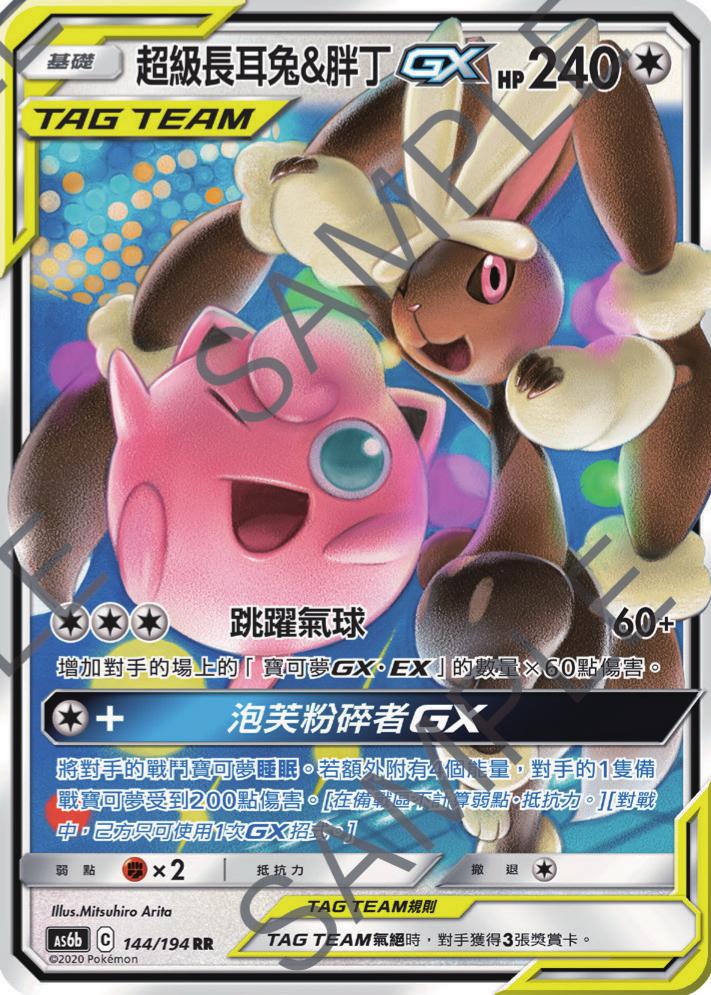 基礎 超級長耳兔&胖丁GX HP240
TAG TEAM
SAMPLE
跳躍氣球 60+
增加對手的場上的「寶可夢GX・EX」的數量×60點傷害。
+ 泡芙粉碎者GX
將對手的戰鬥寶可夢睡眠。若額外附有4個能量，對手的1隻備
戰寶可夢受到200點傷害。[在備戰區不計算弱點・抵抗力。][對戰
中，己方只可使用1次GX招式。]
SAMPLE
弱點 ×2 抵抗力 撤退
Illus.Mitsuhiro Arita
TAG TEAM規則
AS6b C 144/194 RR
TAG TEAM氣絕時，對手獲得3張獎賞卡。
©2020 Pokémon